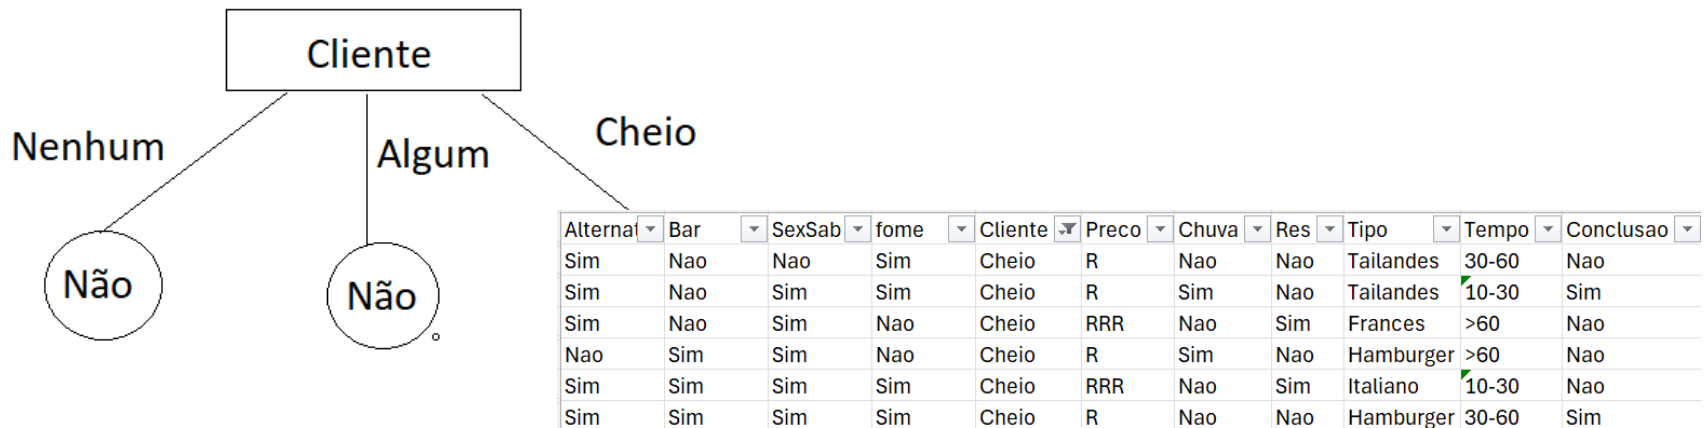 Cliente
Nenhum
Algum
Cheio
Não
Não
Alternat Bar SexSab fome Cliente Preco Chuva Res Tipo Tempo Conclusao
Sim Nao Nao Sim Cheio R Nao Nao Tailandes 30-60 Nao
Sim Nao Sim Sim Cheio R Sim Nao Tailandes 10-30 Sim
Sim Nao Sim Nao Cheio RRR Nao Sim Frances >60 Nao
Nao Sim Sim Nao Cheio R Sim Nao Hamburger >60 Nao
Sim Sim Sim Sim Cheio RRR Nao Sim Italiano 10-30 Nao
Sim Sim Sim Sim Cheio R Nao Nao Hamburger 30-60 Sim